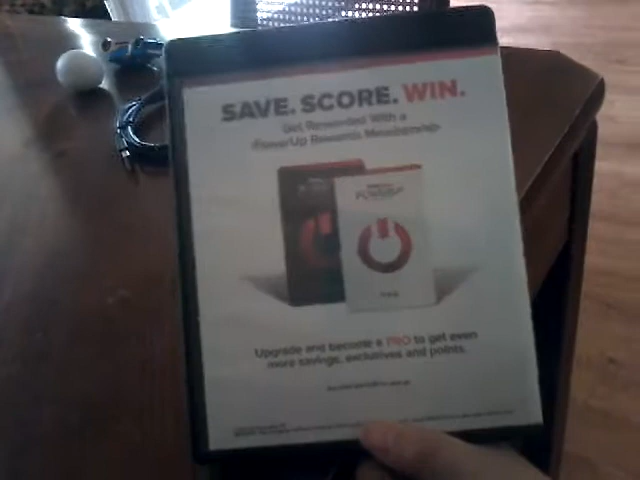 SAVE. SCORE. WIN.
Get Rewarded With a
PowerUp Rewards Membership
Upgrade and become a PRO to get even
more savings, exclusives and points.